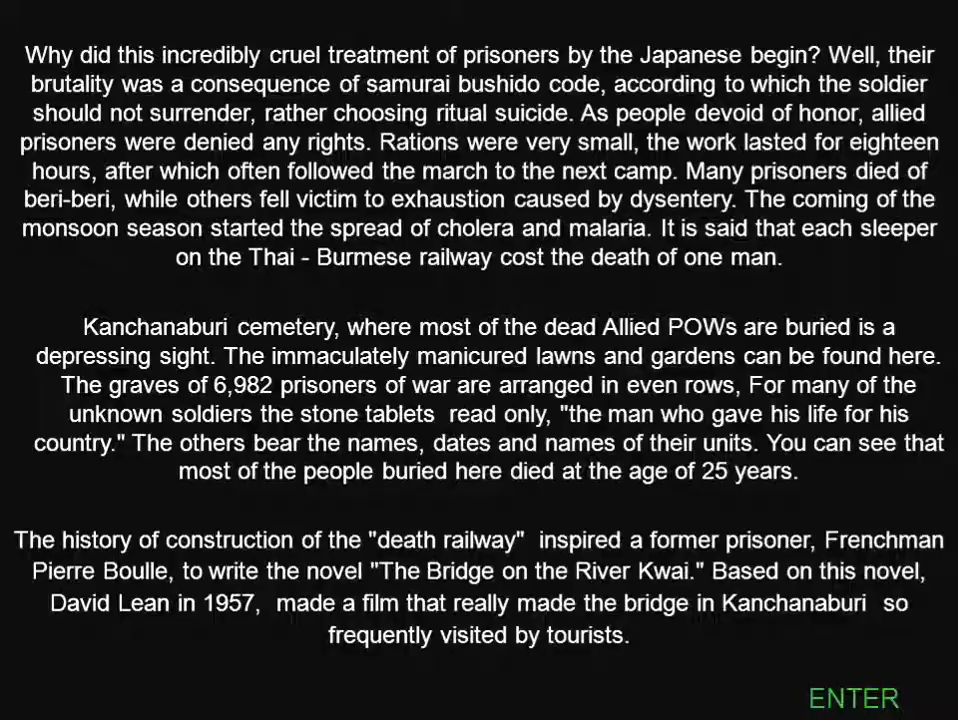 Why did this incredibly cruel treatment of prisoners by the Japanese begin? Well, their
brutality was a consequence of samurai bushido code, according to which the soldier
should not surrender, rather choosing ritual suicide. As people devoid of honor, allied
prisoners were denied any rights. Rations were very small, the work lasted for eighteen
hours, after which often followed the march to the next camp. Many prisoners died of
beri-beri, while others fell victim to exhaustion caused by dysentery. The coming of the
monsoon season started the spread of cholera and malaria. It is said that each sleeper
on the Thai - Burmese railway cost the death of one man.
Kanchanaburi cemetery, where most of the dead Allied POWs are buried is a
depressing sight. The immaculately manicured lawns and gardens can be found here.
The graves of 6,982 prisoners of war are arranged in even rows, For many of the
unknown soldiers the stone tablets read only, "the man who gave his life for his
country." The others bear the names, dates and names of their units. You can see that
most of the people buried here died at the age of 25 years.
The history of construction of the "death railway" inspired a former prisoner, Frenchman
Pierre Boulle, to write the novel "The Bridge on the River Kwai." Based on this novel,
David Lean in 1957, made a film that really made the bridge in Kanchanaburi so
frequently visited by tourists.
ENTER